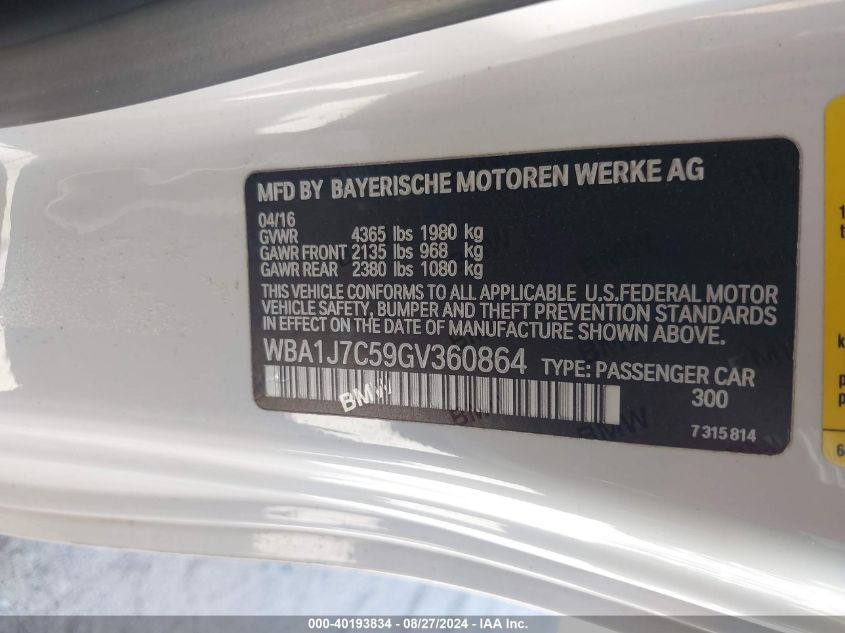 MFD BY BAYERISCHE MOTOREN WERKE AG
04/16
GVWR 4365 lbs 1980 kg
GAWR FRONT 2135 lbs 968 kg
GAWR REAR 2380 lbs 1080 kg
THIS VEHICLE CONFORMS TO ALL APPLICABLE U.S.FEDERAL MOTOR
VEHICLE SAFETY, BUMPER AND THEFT PREVENTION STANDARDS
IN EFFECT ON THE DATE OF MANUFACTURE SHOWN ABOVE.
WBA1J7C59GV360864 TYPE: PASSENGER CAR
BMW
300
7315814
000-40193834 - 08/27/2024 - IAA Inc.